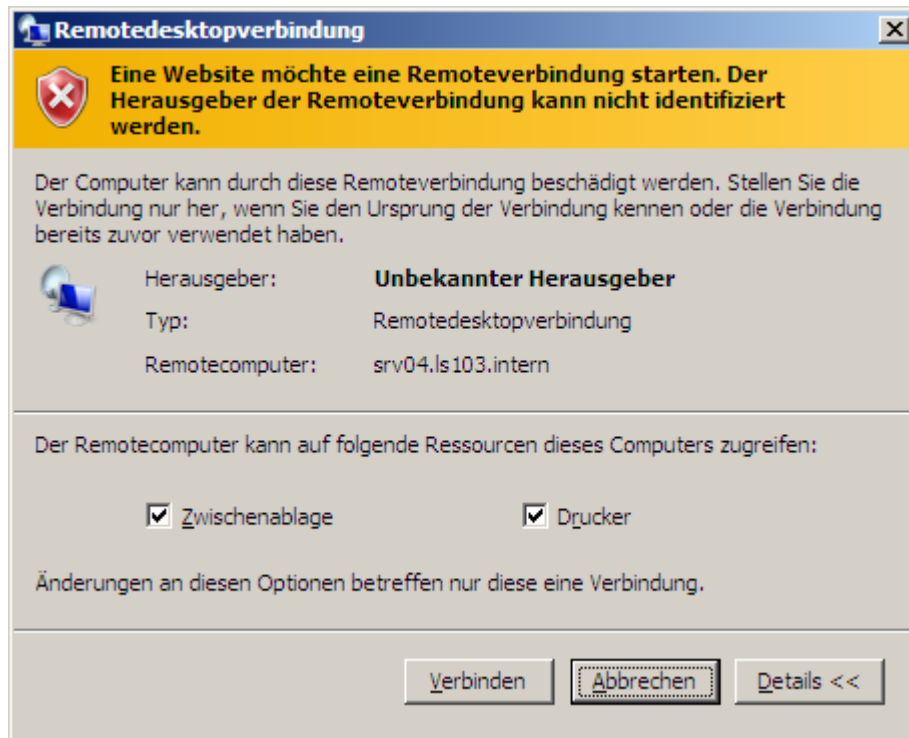 Remotedesktopverbindung
Eine Website möchte eine Remoteverbindung starten. Der
Herausgeber der Remoteverbindung kann nicht identifiziert
werden.
Der Computer kann durch diese Remoteverbindung beschädigt werden. Stellen Sie die
Verbindung nur her, wenn Sie den Ursprung der Verbindung kennen oder die Verbindung
bereits zuvor verwendet haben.
Herausgeber: Unbekannter Herausgeber
Typ: Remotedesktopverbindung
Remotecomputer: srv04.ls103.intern
Der Remotecomputer kann auf folgende Ressourcen dieses Computers zugreifen:
Zwischenablage Drucker
Änderungen an diesen Optionen betreffen nur diese eine Verbindung.
Verbinden Abbrechen Details <<